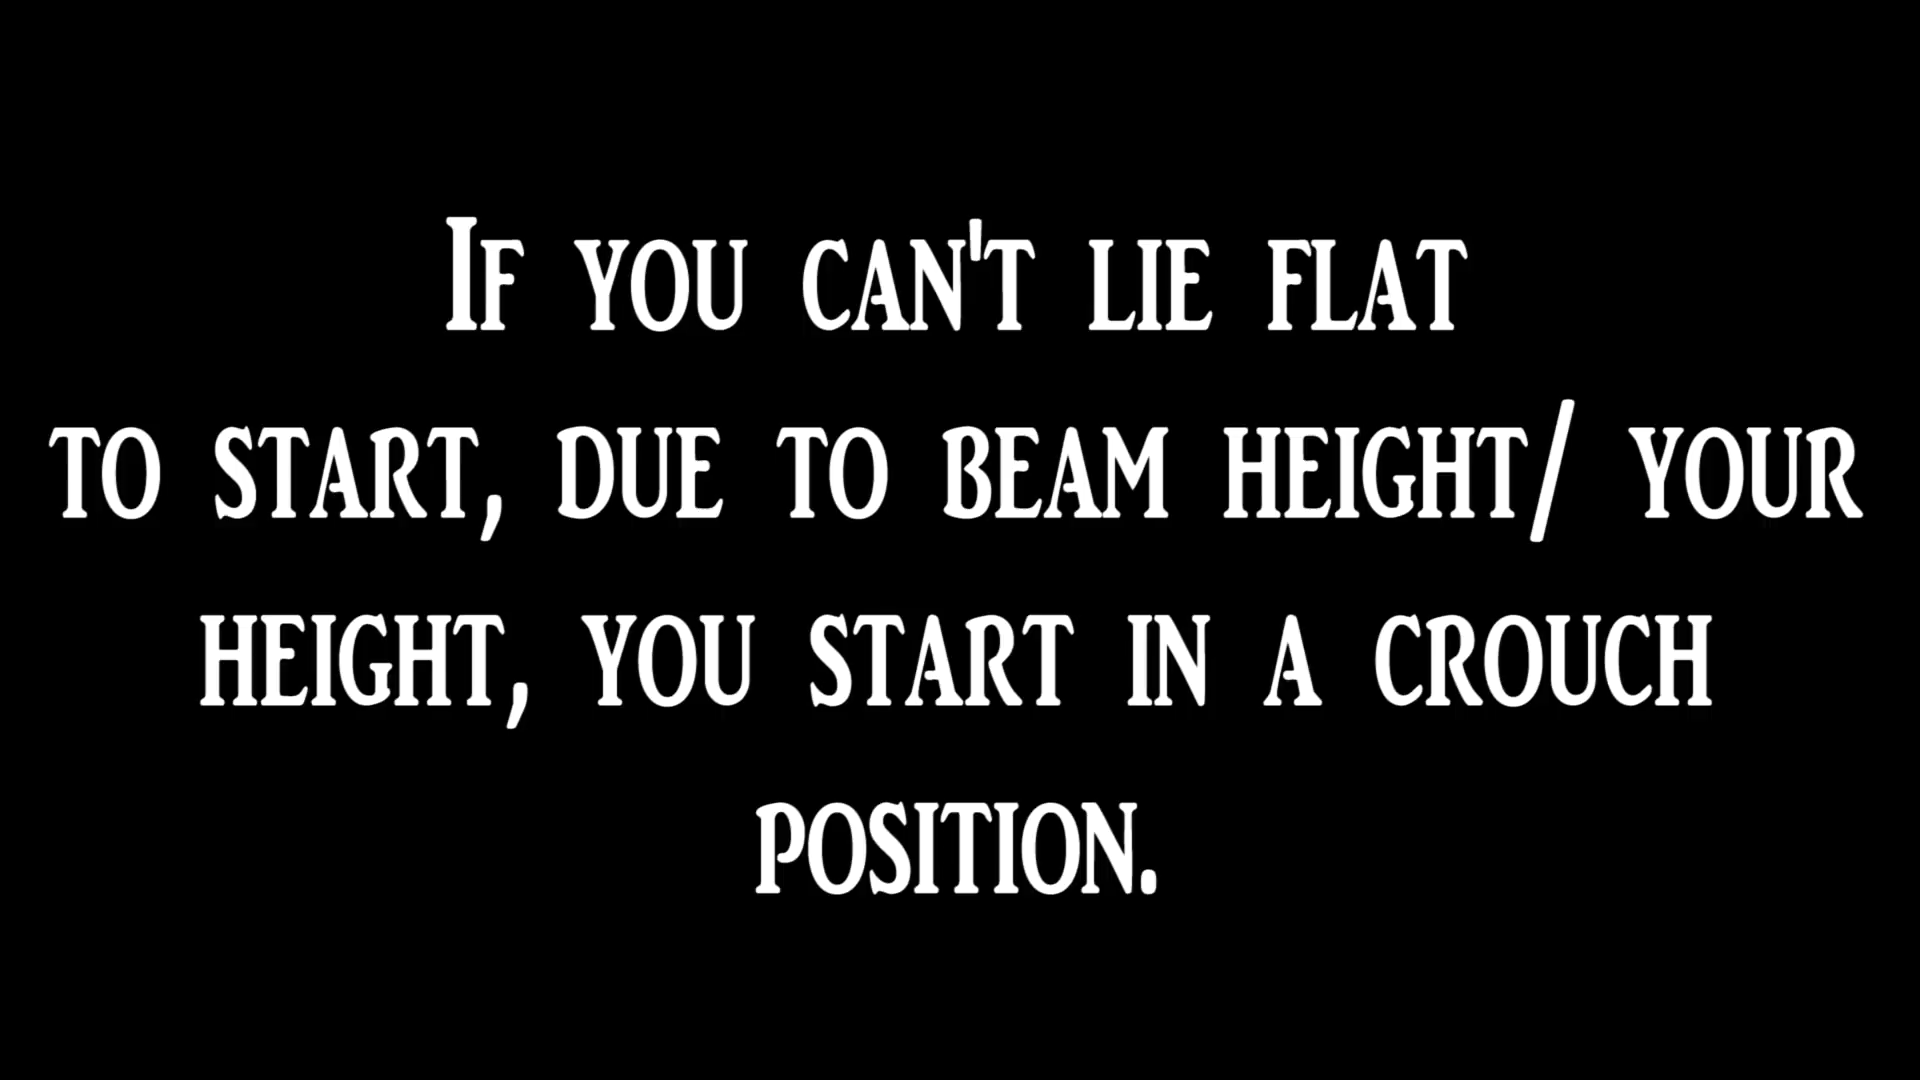 If you can't lie flat
to start, due to beam height/ your
height, you start in a crouch
position.